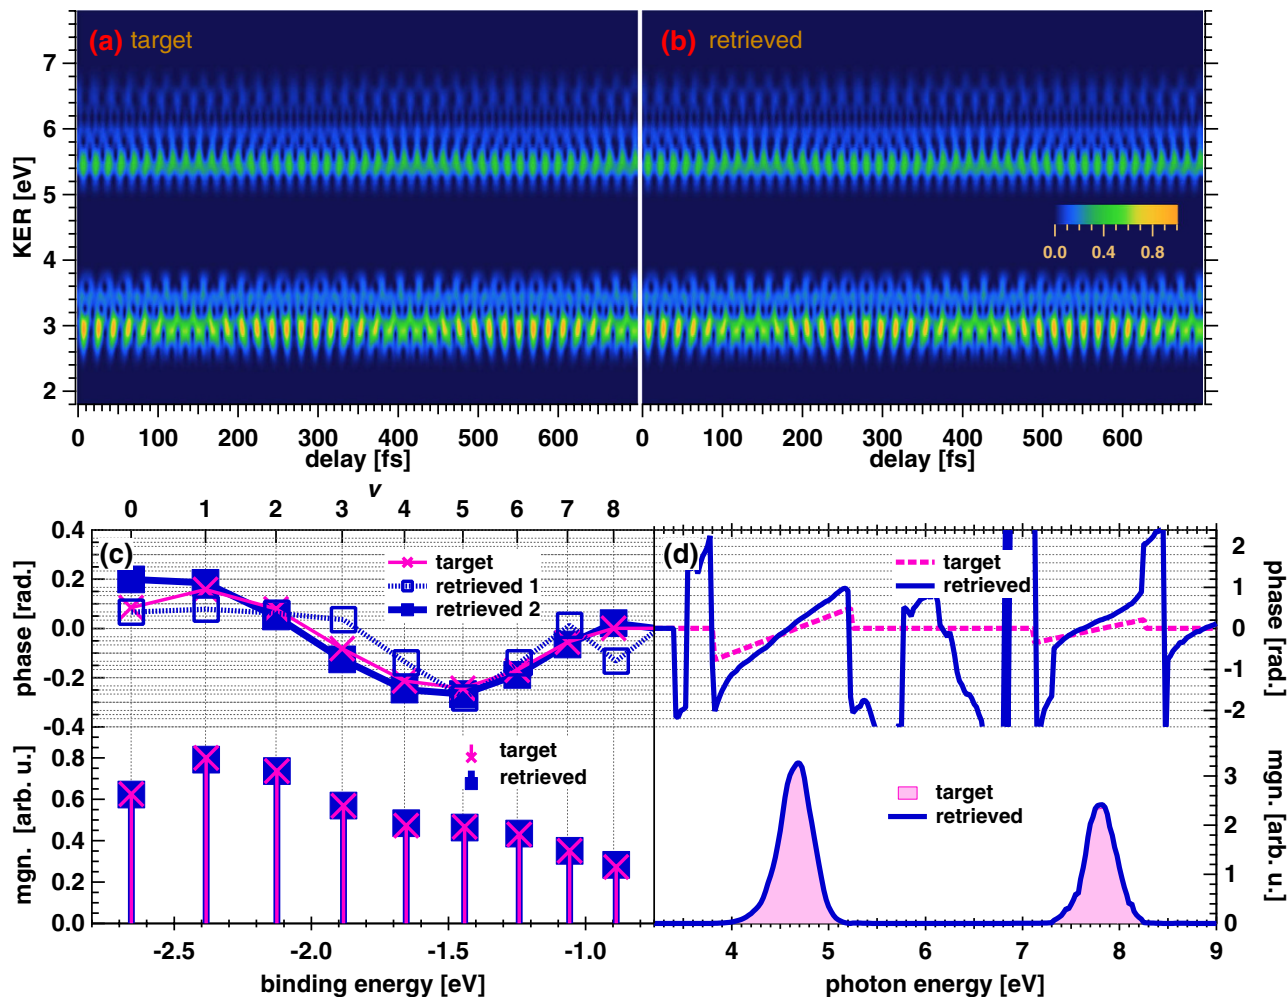 (a) target
(b) retrieved
KER [eV]
7
6
5
4
3
2
0.0 0.4 0.8
0 100 200 300 400 500 600
0 100 200 300 400 500 600
delay [fs]
delay [fs]
v
0 1 2 3 4 5 6 7 8
(c)
target
retrieved 1
retrieved 2
phase [rad.]
0.4
0.2
0.0
-0.2
-0.4
(d)
target
retrieved
2
1
0
-1
-2
phase [rad.]
target
retrieved
mgn. [arb. u.]
0.8
0.6
0.4
0.2
0.0
target
retrieved
3
2
1
0
mgn. [arb. u.]
-2.5 -2.0 -1.5 -1.0
binding energy [eV]
4 5 6 7 8 9
photon energy [eV]